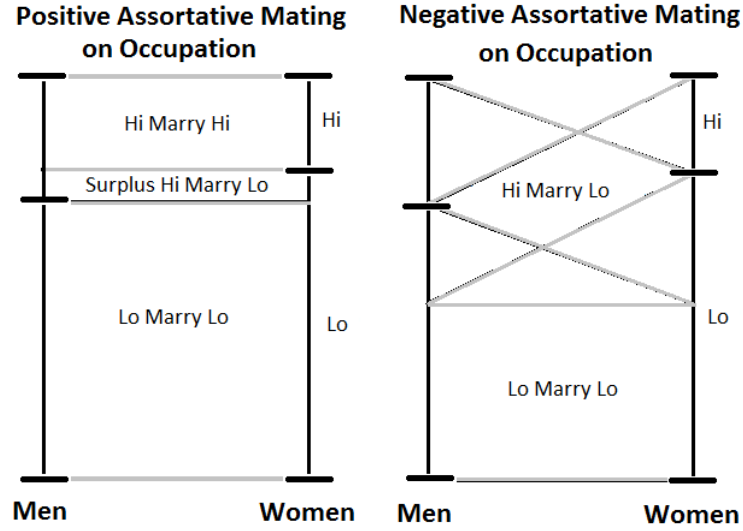 Positive Assortative Mating
on Occupation
Hi Marry Hi
Hi
Surplus Hi Marry Lo
Lo Marry Lo
Lo
Men
Women
Negative Assortative Mating
on Occupation
Hi
Hi Marry Lo
Lo
Lo Marry Lo
Men
Women